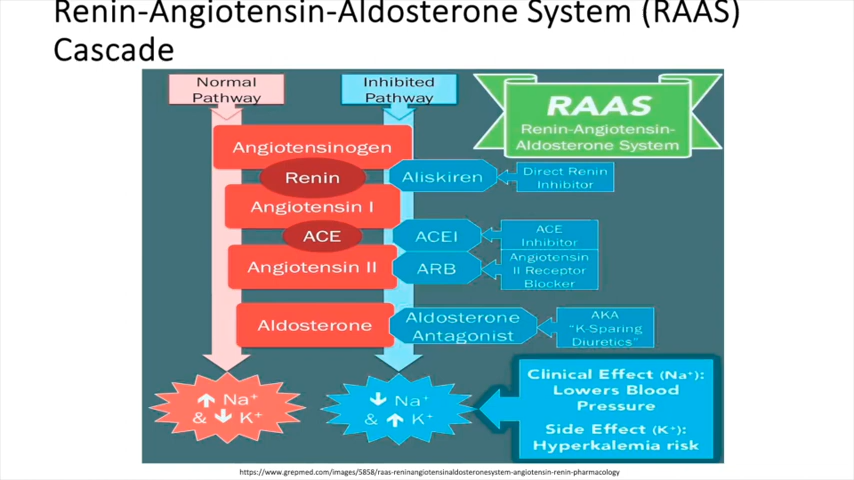 Renin-Angiotensin-Aldosterone System (RAAS)
Cascade
Normal
Pathway
Inhibited
Pathway
RAAS
Renin-Angiotensin-
Aldosterone System
Angiotensinogen
Renin
Aliskiren
Direct Renin
Inhibitor
Angiotensin I
ACE
ACEI
ACE
Inhibitor
Angiotensin II
ARB
Angiotensin
II Receptor
Blocker
Aldosterone
Aldosterone
Antagonist
AKA
“K-Sparing
Diuretics”
↑ Na⁺
& ↓ K⁺
↓ Na⁺
& ↑ K⁺
Clinical Effect (Na⁺):
Lowers Blood
Pressure
Side Effect (K⁺):
Hyperkalemia risk
https://www.grepmed.com/images/5858/raas-reninangiotensinaldosteronesystem-angiotensin-renin-pharmacology